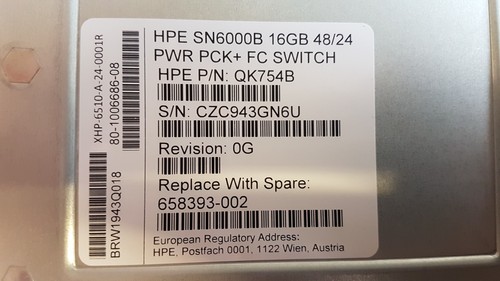 HPE SN6000B 16GB 48/24
PWR PCK+ FC SWITCH
HPE P/N: QK754B
S/N: CZC943GN6U
Revision: 0G
Replace With Spare:
658393-002
European Regulatory Address:
HPE, Postfach 0001, 1122 Wien, Austria
XHP-6510-A-24-0001R
80-1006686-08
BRW1943Q018